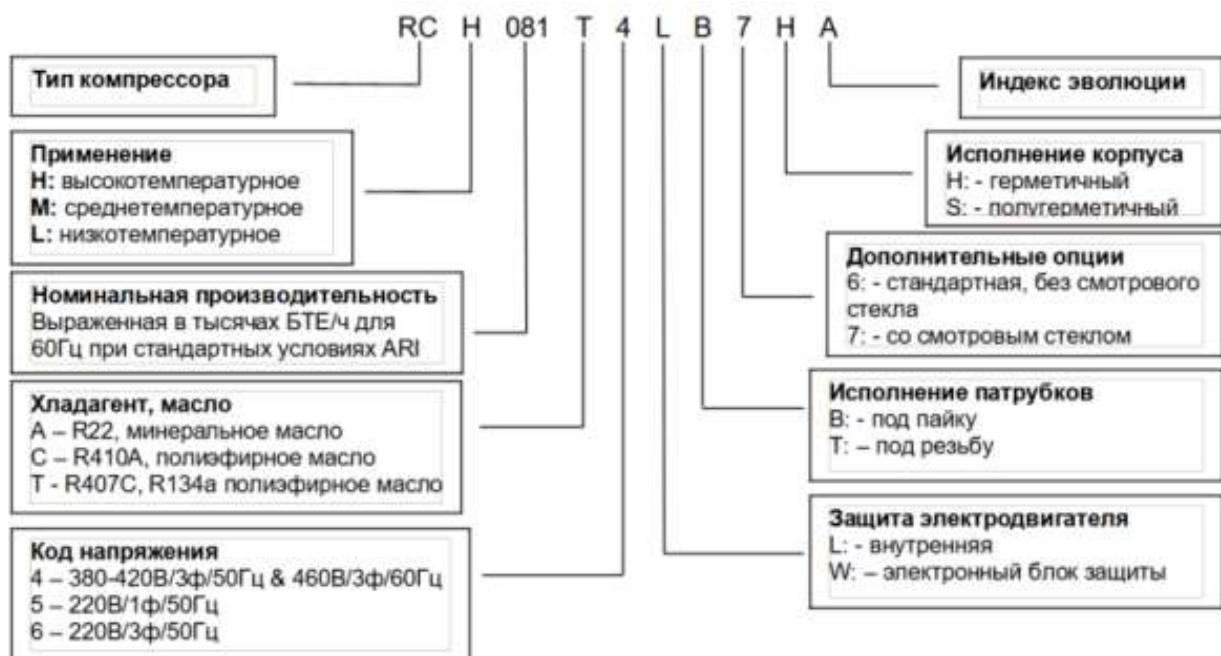 RC H 081 T 4 L B 7 H A
Тип компрессора
Применение
H: высокотемпературное
M: среднетемпературное
L: низкотемпературное
Номинальная производительность
Выраженная в тысячах БТЕ/ч для
60Гц при стандартных условиях ARI
Хладагент, масло
A – R22, минеральное масло
C – R410A, полиэфирное масло
T - R407C, R134a полиэфирное масло
Код напряжения
4 – 380-420В/3ф/50Гц & 460В/3ф/60Гц
5 – 220В/1ф/50Гц
6 – 220В/3ф/50Гц
Индекс эволюции
Исполнение корпуса
H: - герметичный
S: - полугерметичный
Дополнительные опции
6: - стандартная, без смотрового
стекла
7: - со смотровым стеклом
Исполнение патрубков
B: - под пайку
T: – под резьбу
Защита электродвигателя
L: - внутренняя
W: – электронный блок защиты